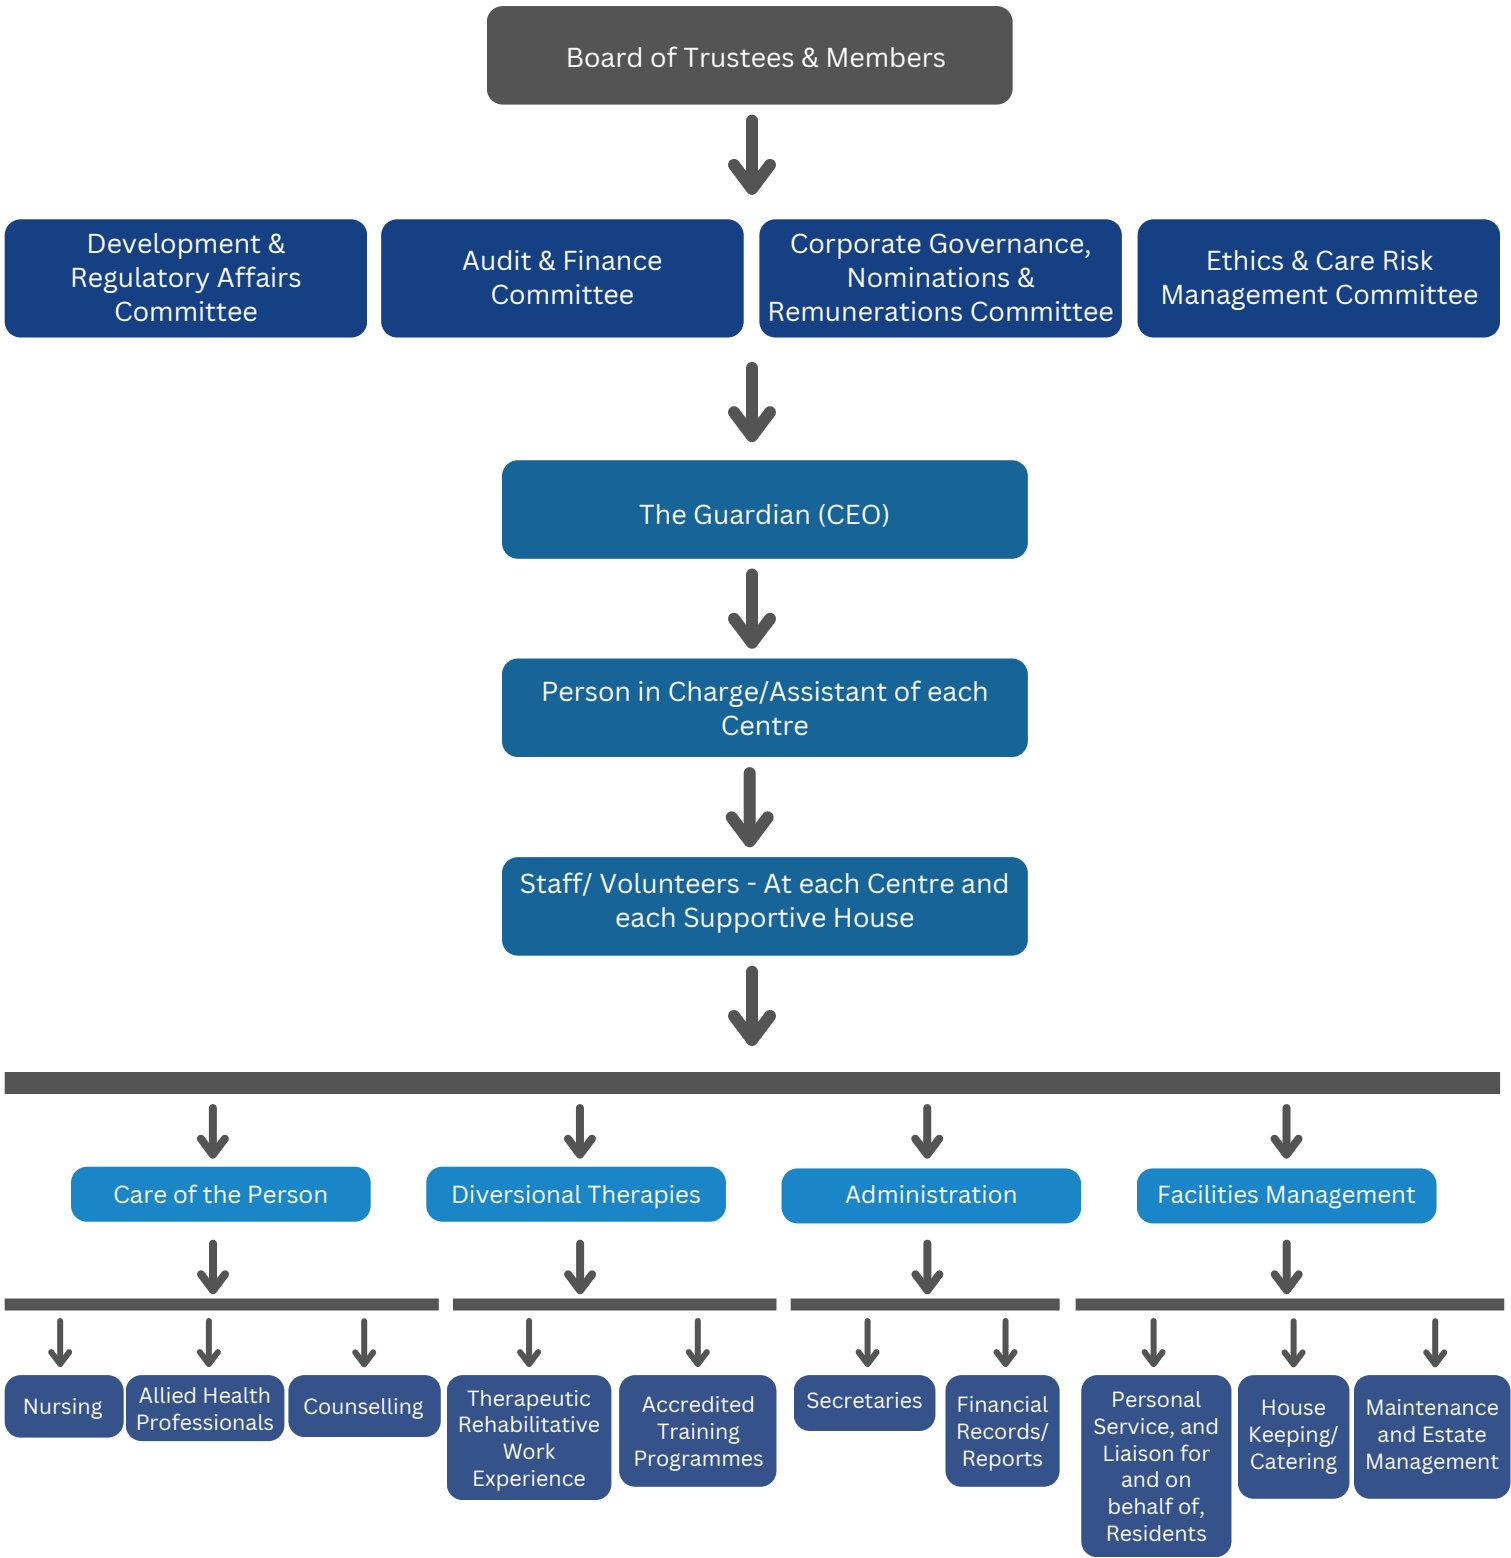 Board of Trustees & Members
Development &
Regulatory Affairs
Committee
Audit & Finance
Committee
Corporate Governance,
Nominations &
Remunerations Committee
Ethics & Care Risk
Management Committee
The Guardian (CEO)
Person in Charge/Assistant of each
Centre
Staff/ Volunteers - At each Centre and
each Supportive House
Care of the Person
Diversional Therapies
Administration
Facilities Management
Nursing
Allied Health
Professionals
Counselling
Therapeutic
Rehabilitative
Work
Experience
Accredited
Training
Programmes
Secretaries
Financial
Records/
Reports
Personal
Service, and
Liaison for
and on
behalf of,
Residents
House
Keeping/
Catering
Maintenance
and Estate
Management